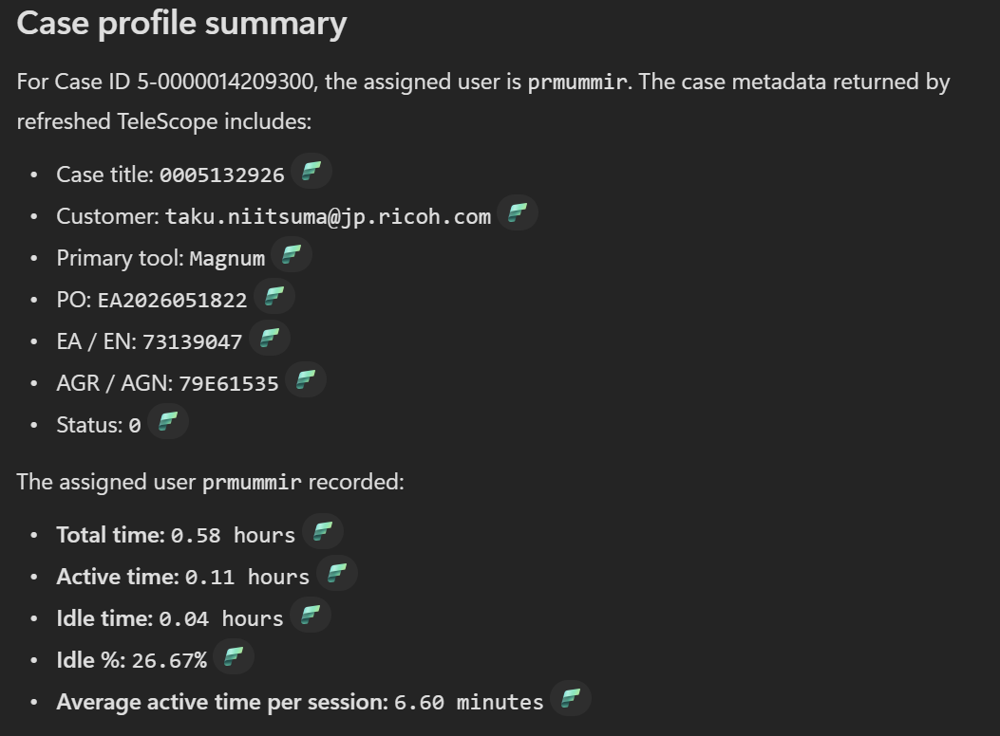 Case profile summary
For Case ID 5-0000014209300, the assigned user is prmummir. The case metadata returned by
refreshed TeleScope includes:
• Case title: 0005132926
• Customer: taku.niitsuma@jp.ricoh.com
• Primary tool: Magnum
• PO: EA2026051822
• EA / EN: 73139047
• AGR / AGN: 79E61535
• Status: 0
The assigned user prmummir recorded:
• Total time: 0.58 hours
• Active time: 0.11 hours
• Idle time: 0.04 hours
• Idle %: 26.67%
• Average active time per session: 6.60 minutes